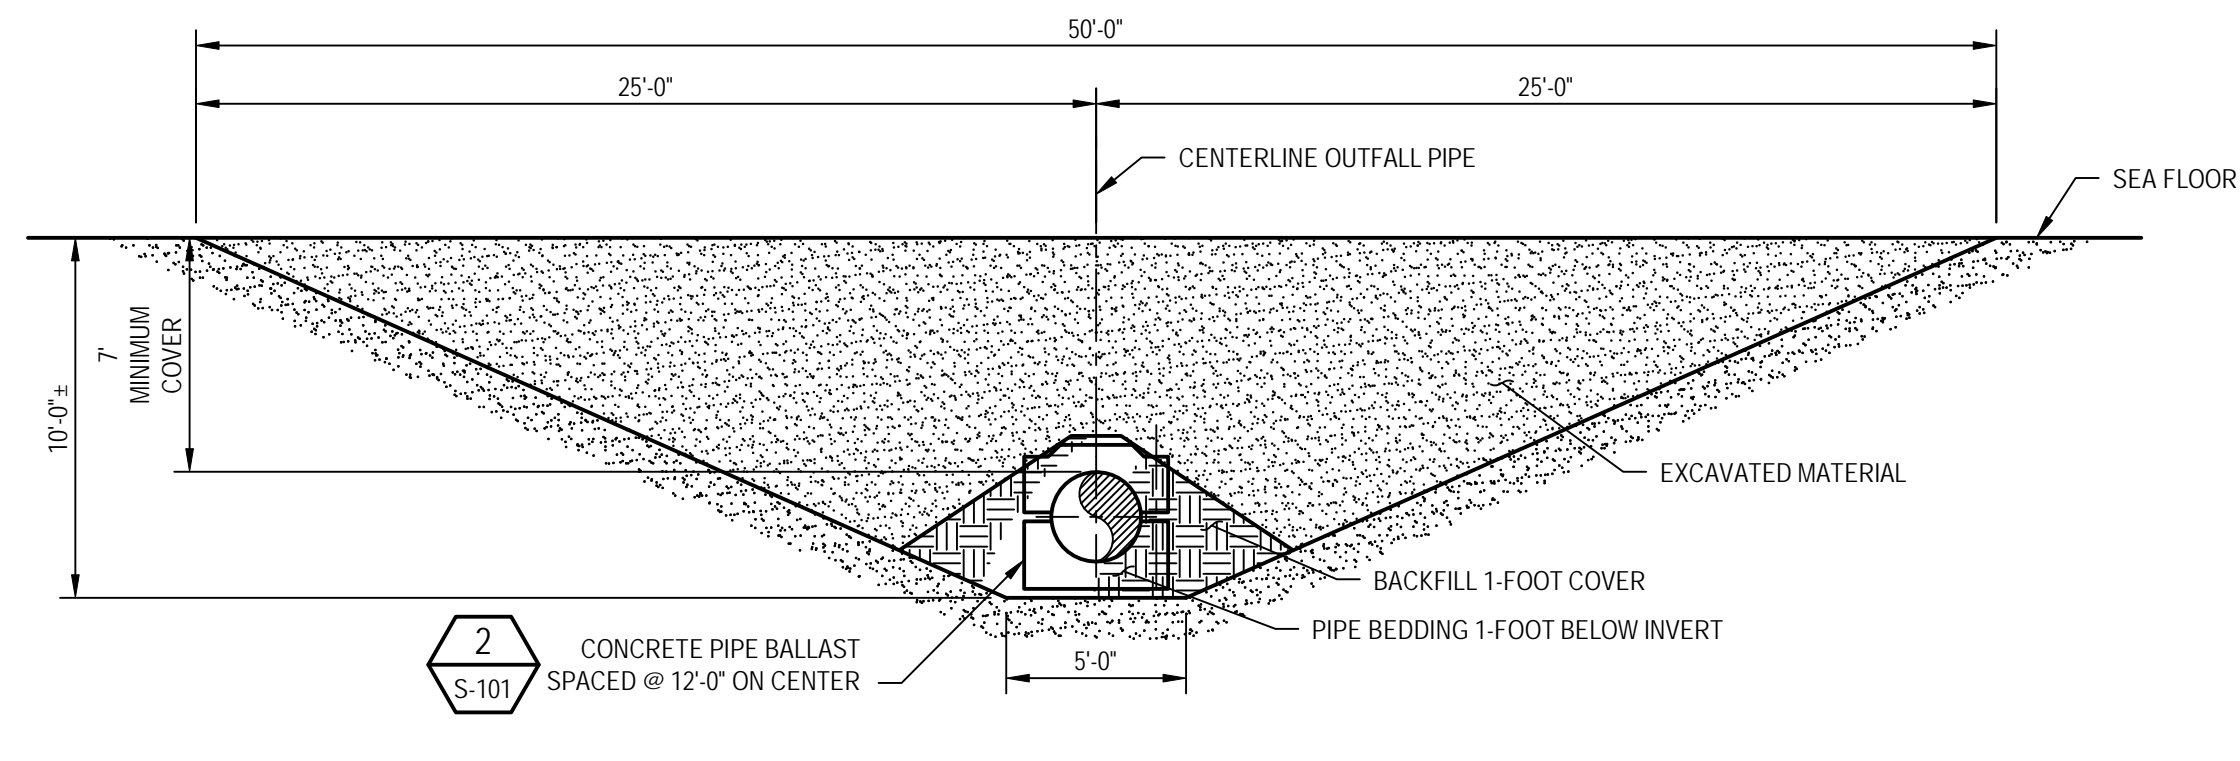 50'-0"
25'-0"
25'-0"
CENTERLINE OUTFALL PIPE
SEA FLOOR
7'
MINIMUM
COVER
10'-0"±
EXCAVATED MATERIAL
BACKFILL 1-FOOT COVER
PIPE BEDDING 1-FOOT BELOW INVERT
2
S-101
CONCRETE PIPE BALLAST
SPACED @ 12'-0" ON CENTER
5'-0"